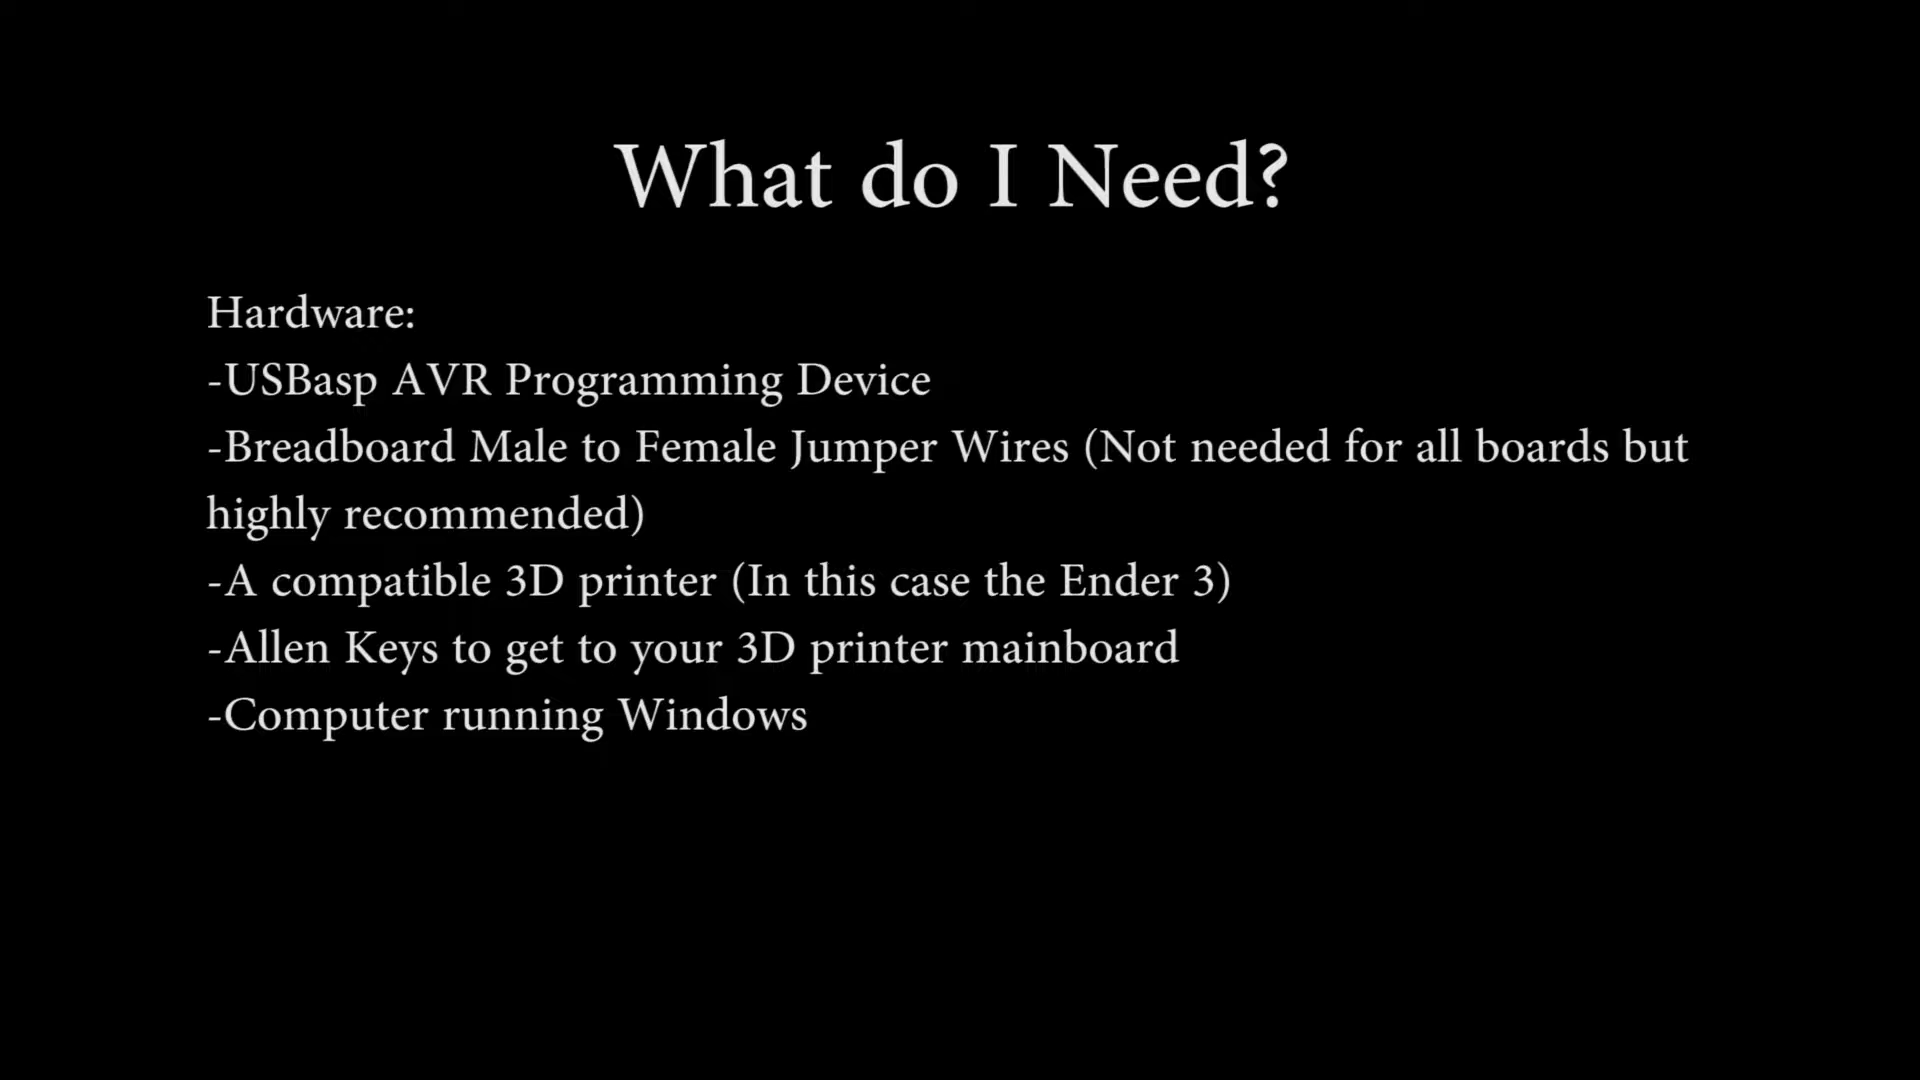 What do I Need?
Hardware:
-USBasp AVR Programming Device
-Breadboard Male to Female Jumper Wires (Not needed for all boards but
highly recommended)
-A compatible 3D printer (In this case the Ender 3)
-Allen Keys to get to your 3D printer mainboard
-Computer running Windows